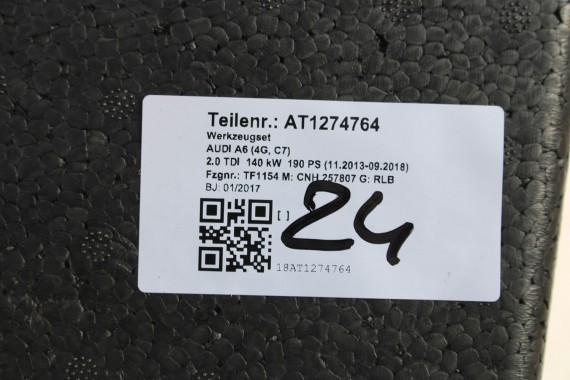 Teilenr.: AT1274764
Werkzeugset
AUDI A6 (4G, C7)
2.0 TDI 140 kW 190 PS (11.2013-09.2018)
Fzgnr.: TF1154 M: CNH 257807 G: RLB
BJ: 01/2017
[ ] 24
18AT1274764